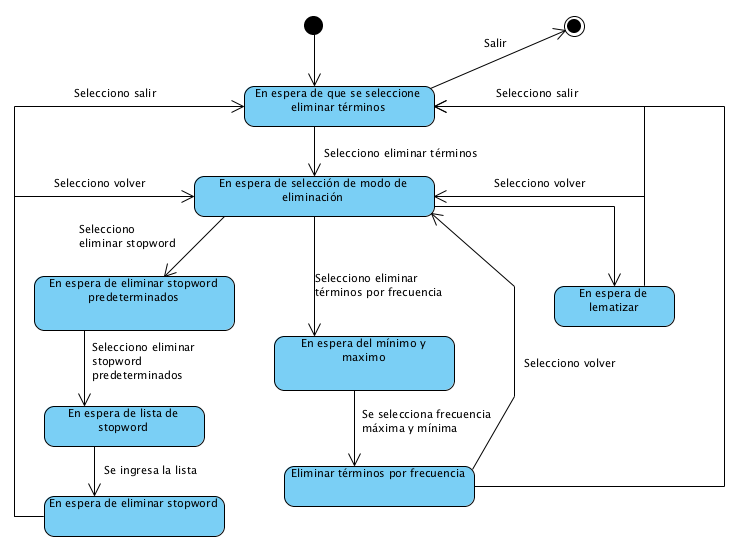 Salir
Selecciono salir
En espera de que se seleccione
eliminar términos
Selecciono salir
Selecciono eliminar términos
Selecciono volver
En espera de selección de modo de
eliminación
Selecciono volver
Selecciono
eliminar stopword
En espera de eliminar stopword
predeterminados
Selecciono eliminar
términos por frecuencia
En espera de
lematizar
Selecciono eliminar
stopword
predeterminados
En espera del mínimo y
maximo
Selecciono volver
En espera de lista de
stopword
Se selecciona frecuencia
máxima y mínima
Se ingresa la lista
Eliminar términos por frecuencia
En espera de eliminar stopword